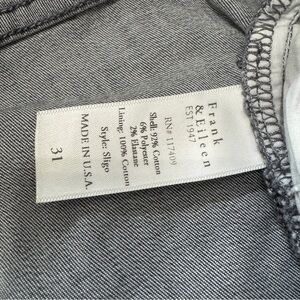 Frank
& Eileen
EST 1947
RN# 117409
Shell: 92% Cotton
6% Polyester
2% Elastane
Lining: 100% Cotton
Style: Sligo
MADE IN U.S.A.
31